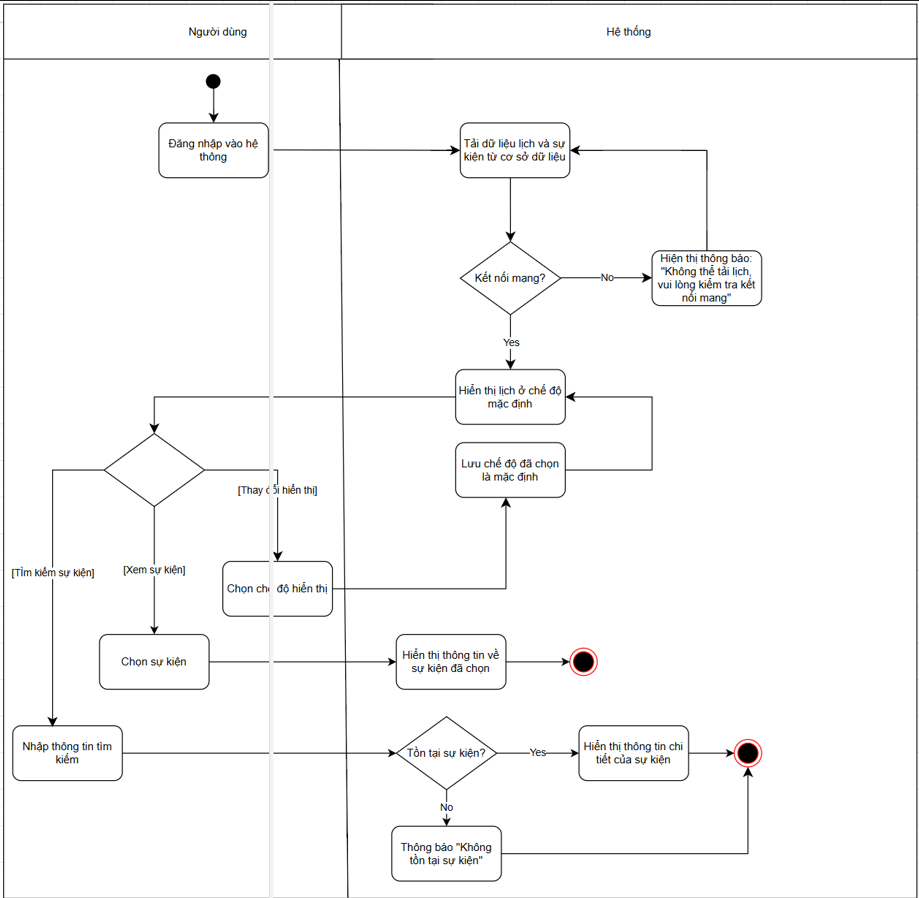 Người dùng
Hệ thống
Đăng nhập vào hệ
thông
Tải dữ liệu lịch và sự
kiện từ cơ sở dữ liệu
Kết nối mạng?
No
Hiện thị thông báo:
"Không thể tải lịch,
vui lòng kiểm tra kết
nối mang"
Yes
Hiển thị lịch ở chế độ
mặc định
Lưu chế độ đã chọn
là mặc định
[Thay đổi hiển thị]
[Tìm kiếm sự kiện]
[Xem sự kiện]
Chọn chế độ hiển thị
Chọn sự kiện
Hiển thị thông tin về
sự kiện đã chọn
Nhập thông tin tìm
kiếm
Tồn tại sự kiện?
Yes
Hiển thị thông tin chi
tiết của sự kiện
No
Thông báo "Không
tồn tại sự kiện"